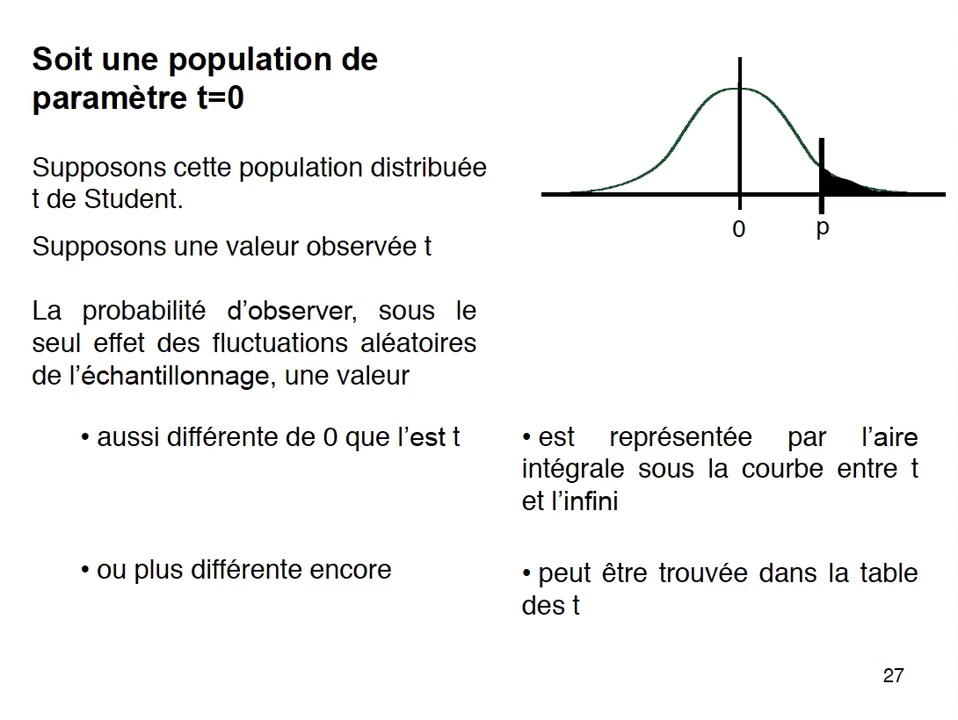 Soit une population de
paramètre t=0
Supposons cette population distribuée
t de Student.
Supposons une valeur observée t
La probabilité d’observer, sous le
seul effet des fluctuations aléatoires
de l’échantillonnage, une valeur
• aussi différente de 0 que l’est t
• ou plus différente encore
0
p
• est représentée par l’aire
intégrale sous la courbe entre t
et l’infini
• peut être trouvée dans la table
des t
27